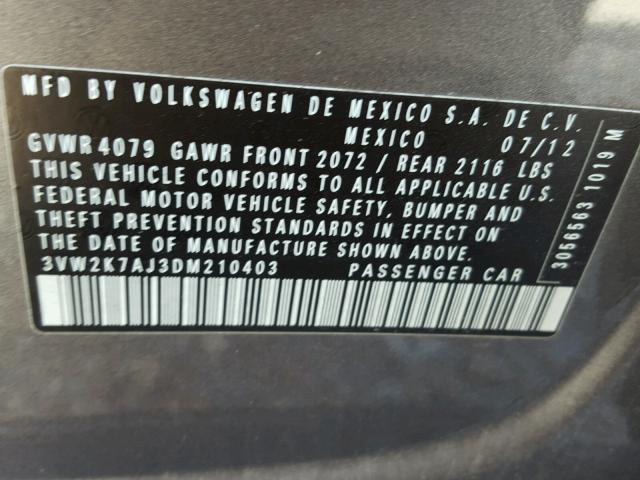 MFD BY VOLKSWAGEN DE MEXICO S.A. DE C.V.
MEXICO 07/12
GVWR 4079 GAWR FRONT 2072 / REAR 2116 LBS
THIS VEHICLE CONFORMS TO ALL APPLICABLE U.S.
FEDERAL MOTOR VEHICLE SAFETY, BUMPER AND
THEFT PREVENTION STANDARDS IN EFFECT ON
THE DATE OF MANUFACTURE SHOWN ABOVE.
3VW2K7AJ3DM210403 PASSENGER CAR
3056563 1019 M